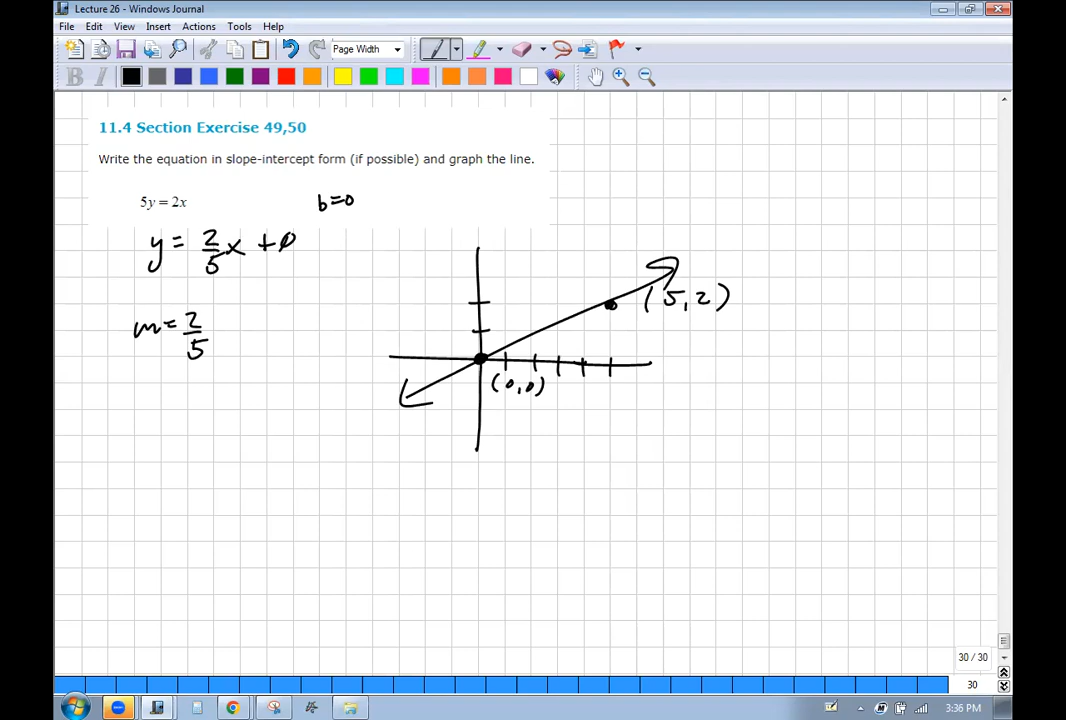 Lecture 26 - Windows Journal
File Edit View Insert Actions Tools Help
Page Width
B I
11.4 Section Exercise 49,50
Write the equation in slope-intercept form (if possible) and graph the line.
5y = 2x
b=0
y = 2/5 x + 0
m = 2/5
(5,2)
(0,0)
30 / 30
30
3:36 PM